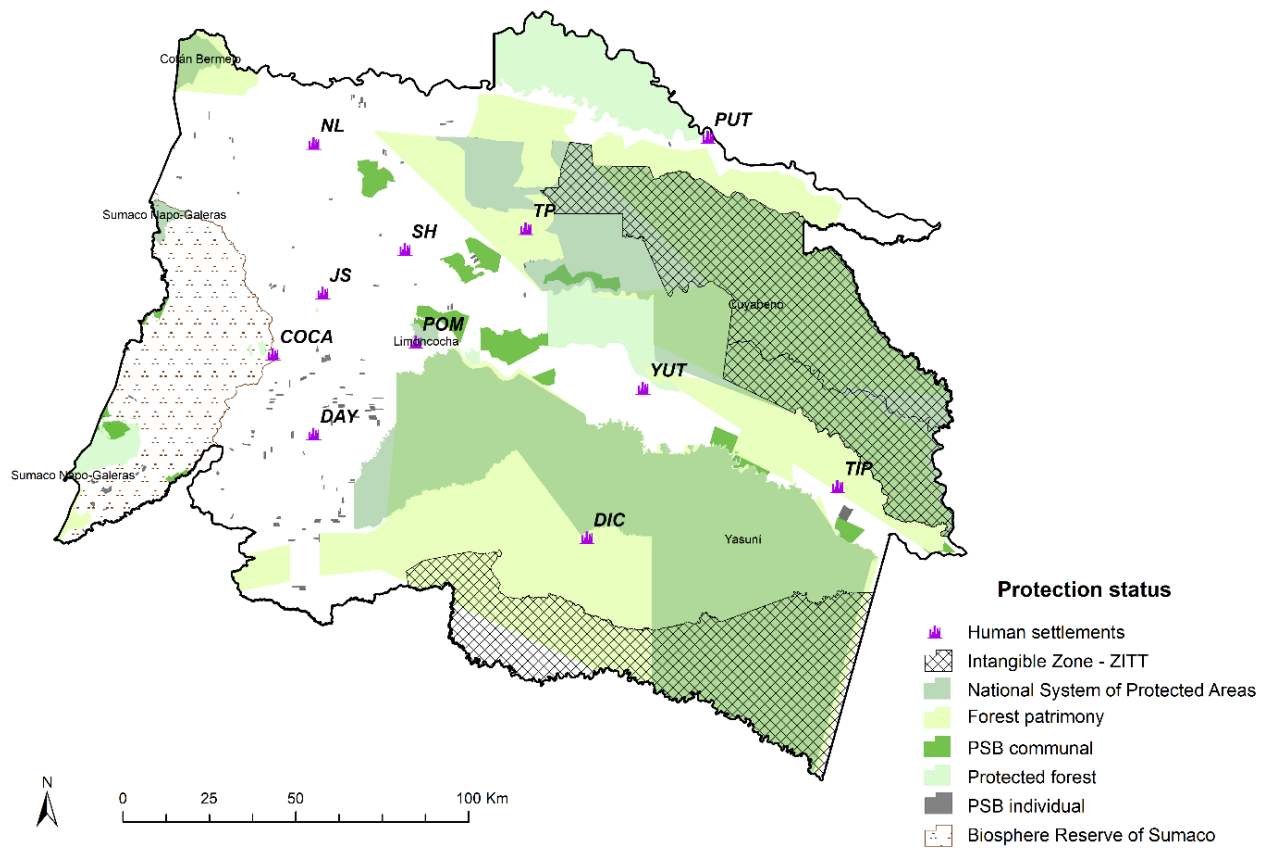 Cofán Bermejo
NL
PUT
Sumaco Napo-Galeras
TP
SH
JS
Cuyabeno
COCA
POM
Limoncocha
YUT
DAY
Sumaco Napo-Galeras
TIP
DIC
Yasuní
Protection status
Human settlements
Intangible Zone - ZITT
National System of Protected Areas
Forest patrimony
PSB communal
Protected forest
PSB individual
Biosphere Reserve of Sumaco
N
0 25 55 100 Km